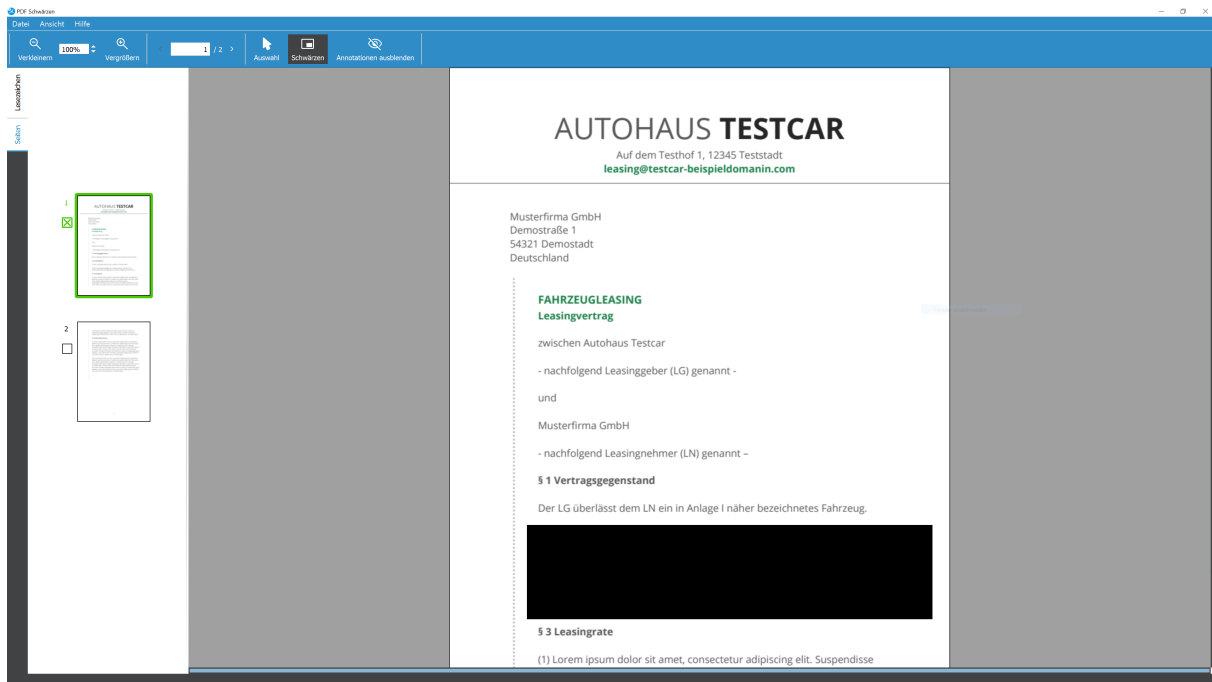 PDF Schwärzen
Datei Ansicht Hilfe
Verkleinern 100% Vergrößern 1 / 2 Auswahl Schwärzen Annotationen ausblenden
Lesezeichen
Seiten
1
2
AUTOHAUS TESTCAR
Auf dem Testhof 1, 12345 Teststadt
leasing@testcar-beispieldomanin.com
Musterfirma GmbH
Demostraße 1
54321 Demostadt
Deutschland
FAHRZEUGLEASING
Leasingvertrag
zwischen Autohaus Testcar
- nachfolgend Leasinggeber (LG) genannt -
und
Musterfirma GmbH
- nachfolgend Leasingnehmer (LN) genannt –
§ 1 Vertragsgegenstand
Der LG überlässt dem LN ein in Anlage I näher bezeichnetes Fahrzeug.
§ 3 Leasingrate
(1) Lorem ipsum dolor sit amet, consectetur adipiscing elit. Suspendisse